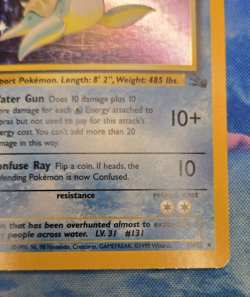 port Pokémon. Length: 8' 2", Weight: 485 lbs.
ater Gun Does 10 damage plus 10
ore damage for each Energy attached to
pras but not used to pay for this attack's
ergy cost. You can't add more than 20
damage in this way.
10+
onfuse Ray Flip a coin. If heads, the
efending Pokémon is now Confused.
10
resistance
retreat cost
n that has been overhunted almost to
y people across water. LV. 31 #131
©1995, 96, 98 Nintendo, Creatures, GAMEFREAK. ©1999 Wizards.